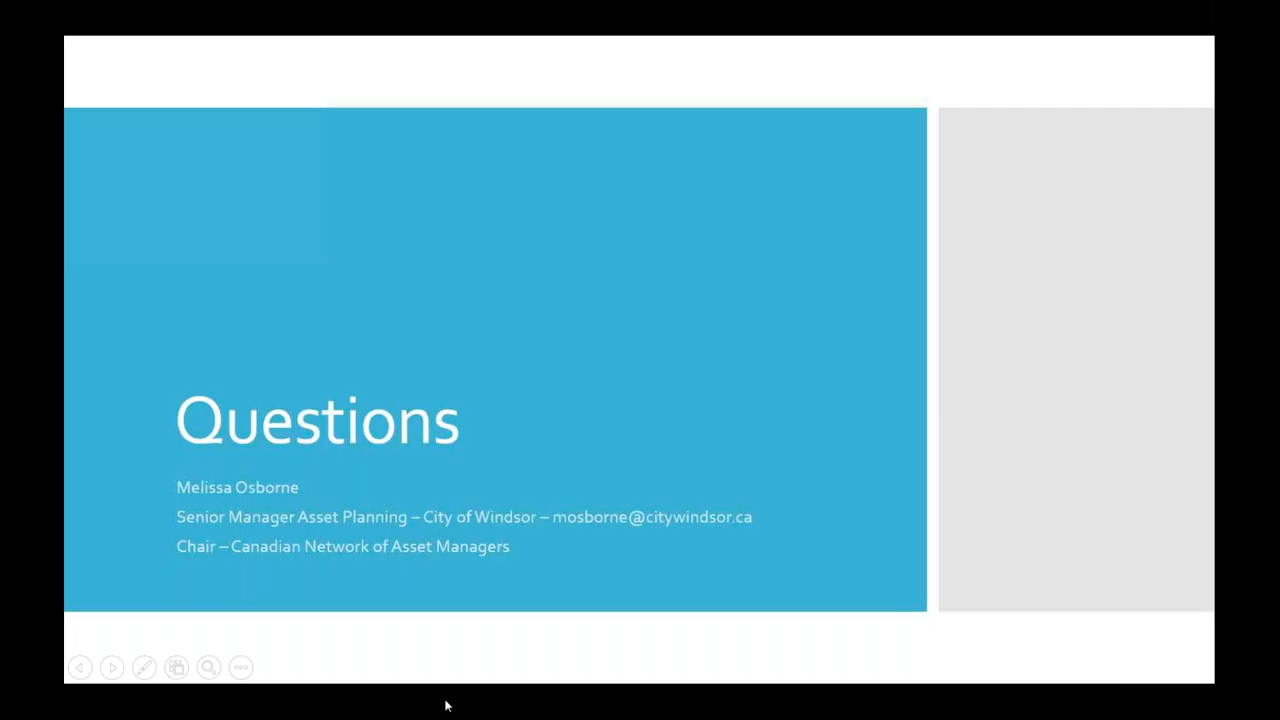 Questions
Melissa Osborne
Senior Manager Asset Planning – City of Windsor – mosborne@citywindsor.ca
Chair – Canadian Network of Asset Managers